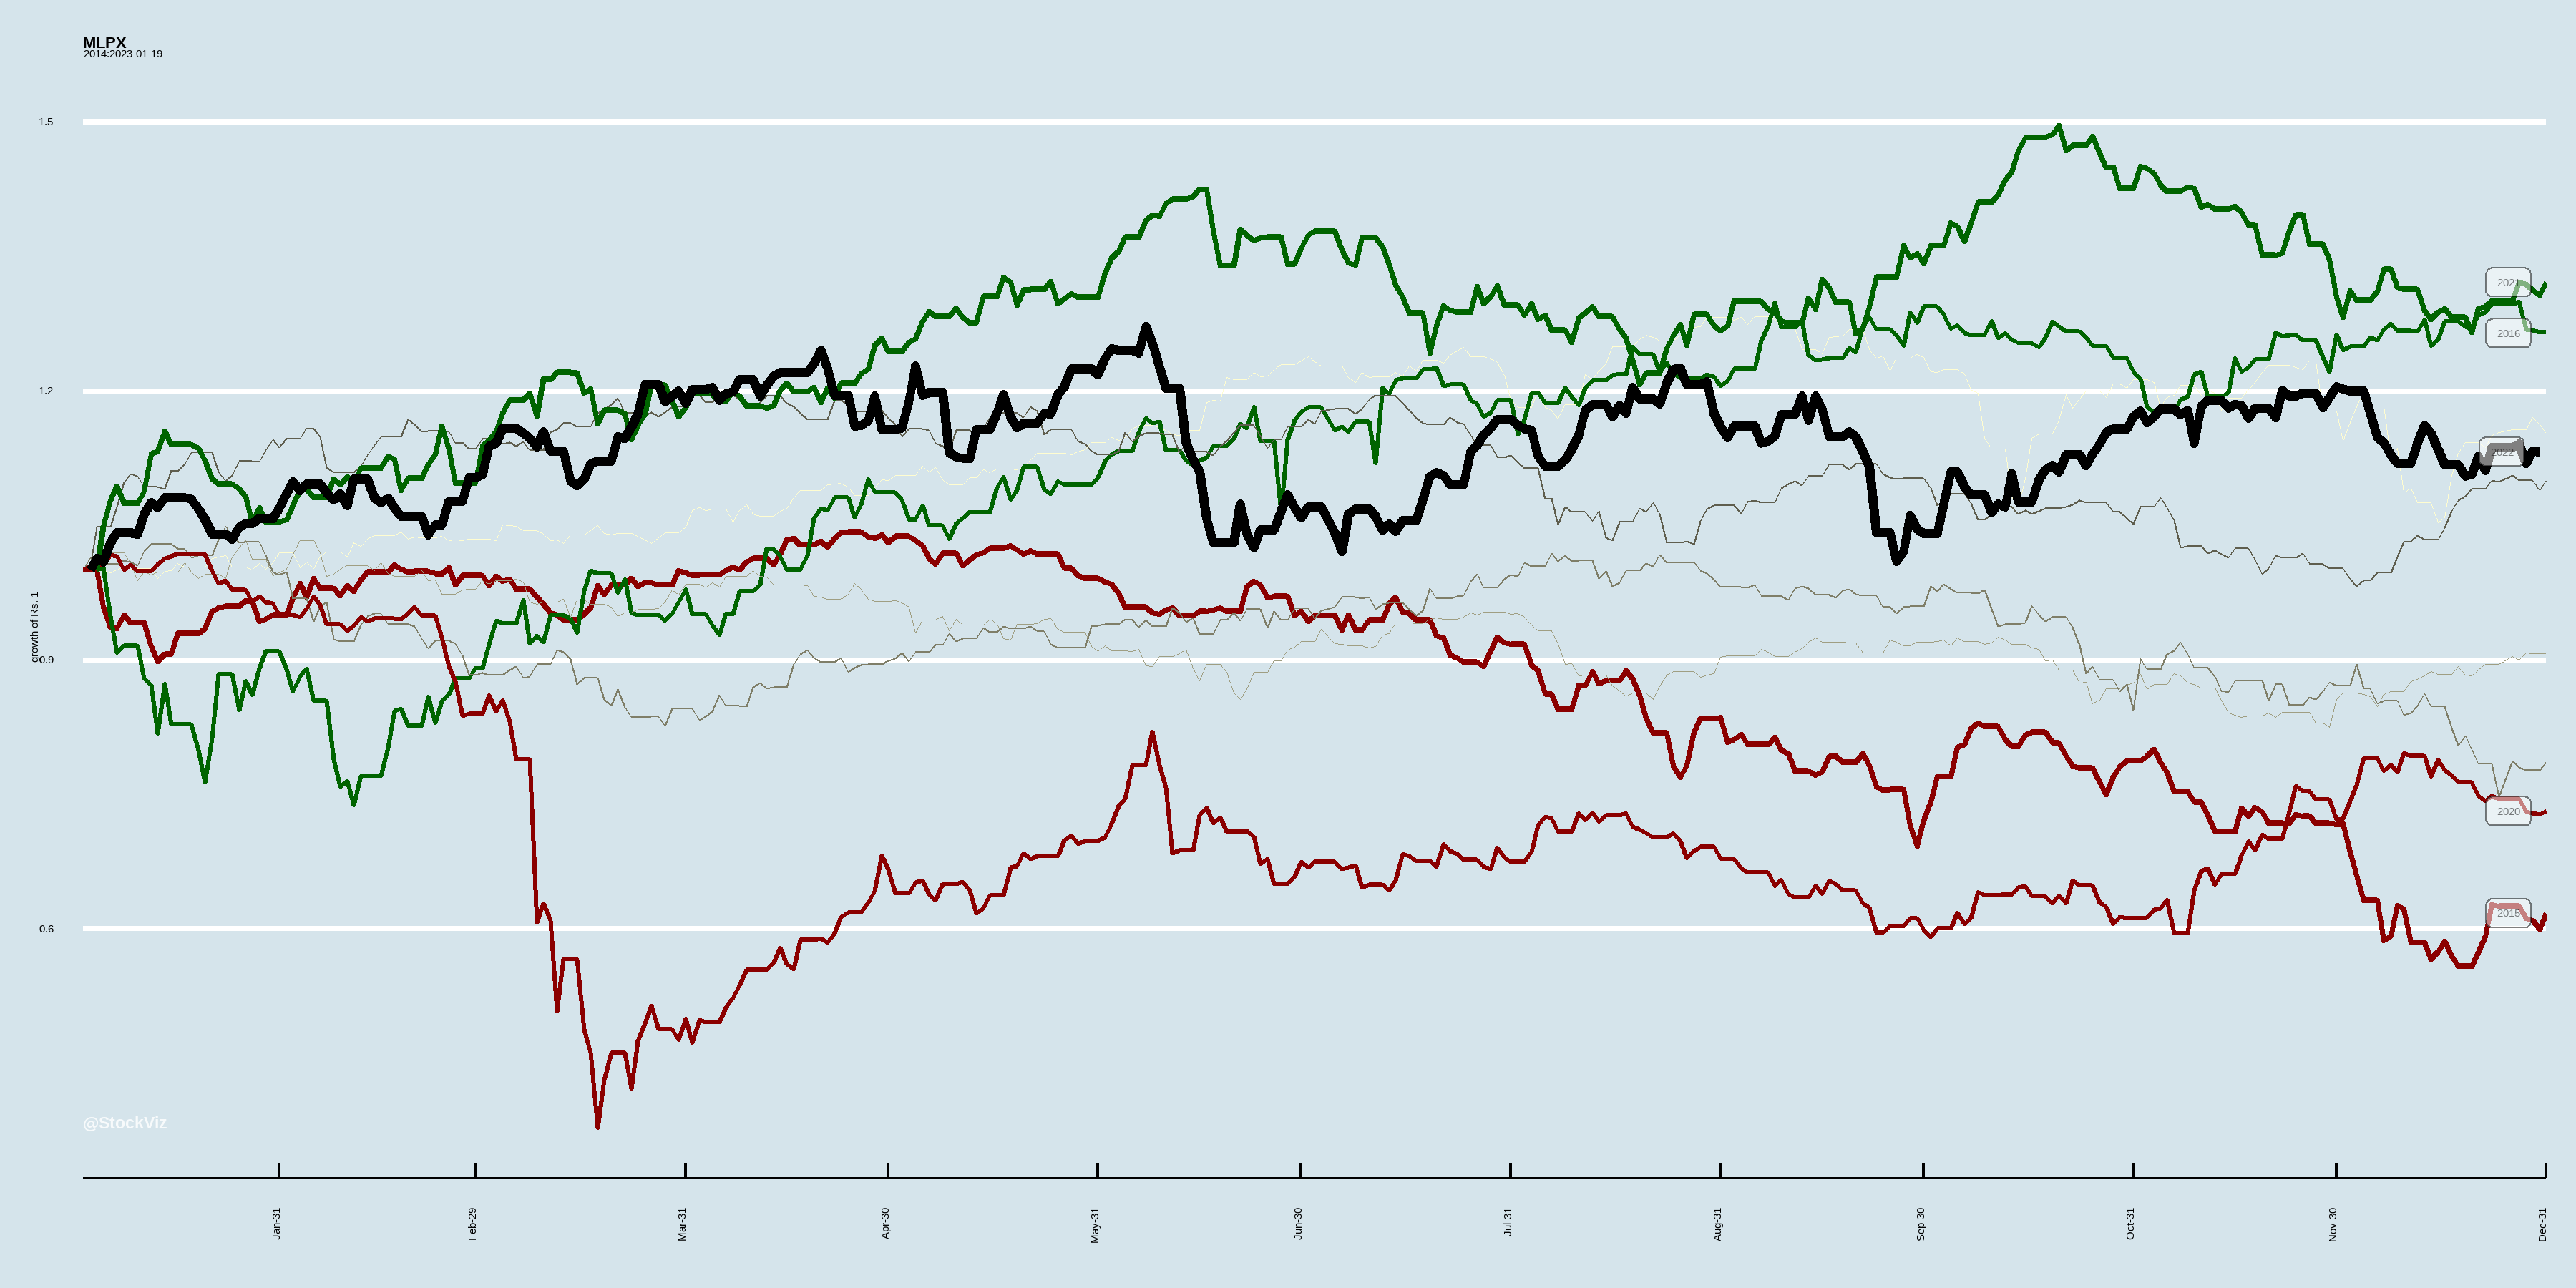 MLPX
2014:2023-01-19
1.5
1.2
0.9
0.6
growth of Rs. 1
2021
2016
2022
2020
2015
@StockViz
Jan-31
Feb-29
Mar-31
Apr-30
May-31
Jun-30
Jul-31
Aug-31
Sep-30
Oct-31
Nov-30
Dec-31